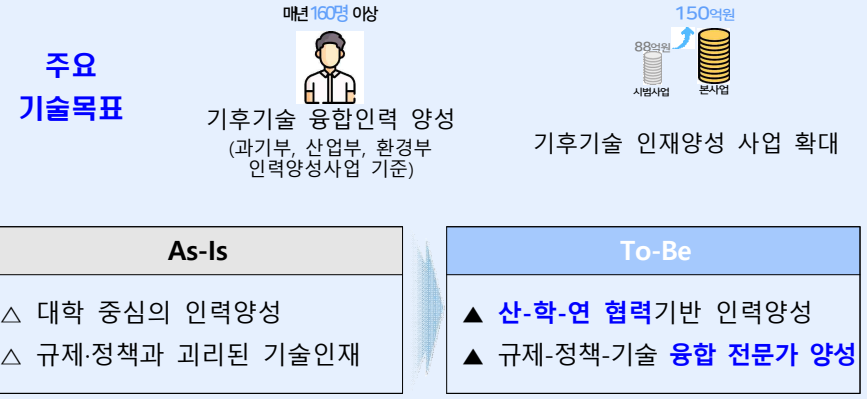 주요
기술목표
매년 160명 이상
기후기술 융합인력 양성
(과기부, 산업부, 환경부
인력양성사업 기준)
150억원
88억원
시범사업
본사업
기후기술 인재양성 사업 확대
As-Is
△ 대학 중심의 인력양성
△ 규제·정책과 괴리된 기술인재
To-Be
▲ 산-학-연 협력기반 인력양성
▲ 규제-정책-기술 융합 전문가 양성